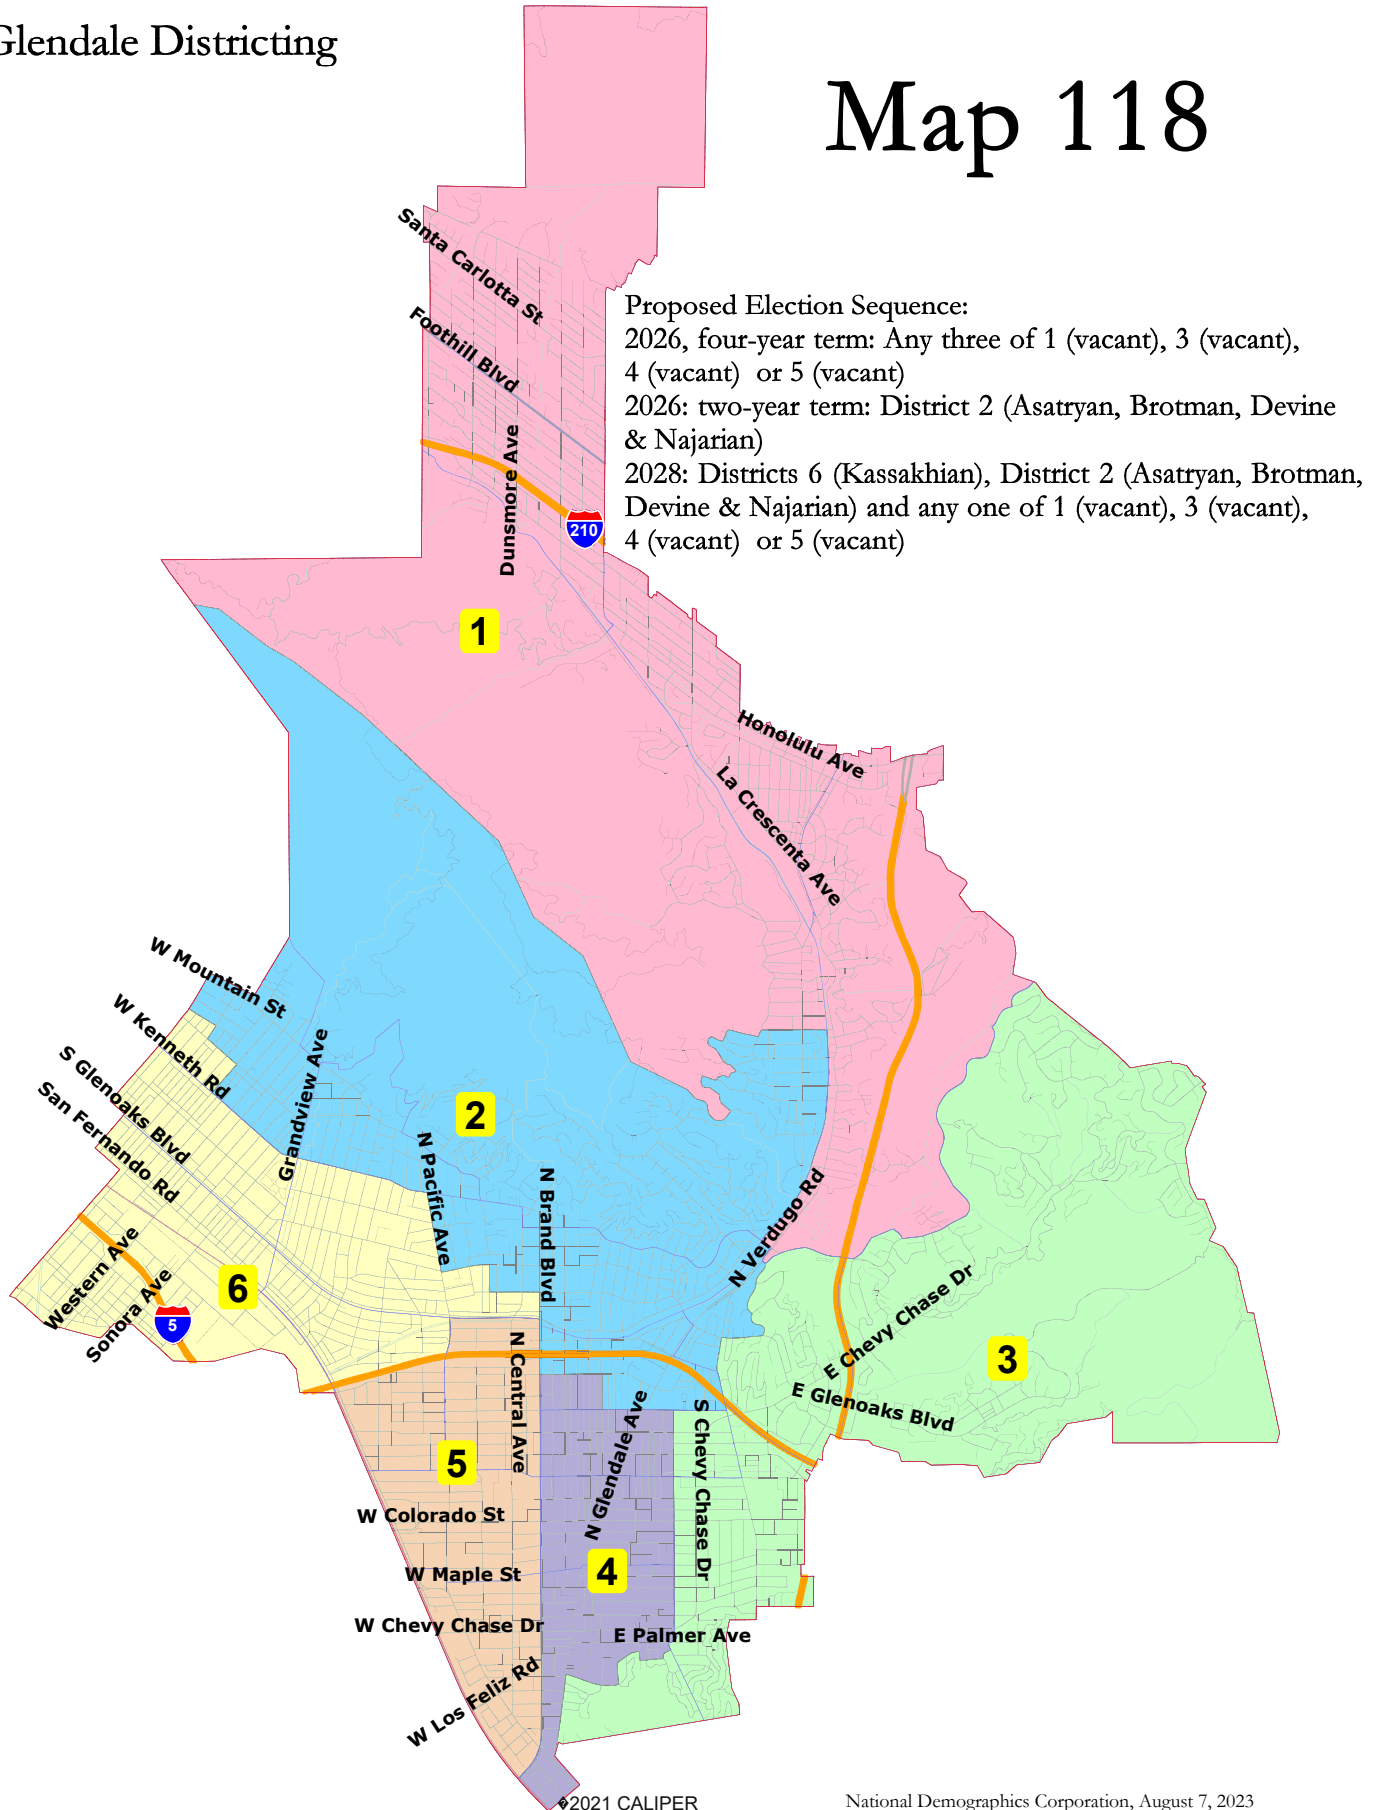 Glendale Districting
Map 118
Santa Carlotta St
Foothill Blvd
Proposed Election Sequence:
2026, four-year term: Any three of 1 (vacant), 3 (vacant),
4 (vacant)  or 5 (vacant)
2026: two-year term: District 2 (Asatryan, Brotman, Devine
& Najarian)
2028: Districts 6 (Kassakhian), District 2 (Asatryan, Brotman,
Devine & Najarian) and any one of 1 (vacant), 3 (vacant),
4 (vacant)  or 5 (vacant)
Dunsmore Ave
210
1
Honolulu Ave
La Crescenta Ave
W Mountain St
W Kenneth Rd
S Glenoaks Blvd
San Fernando Rd
Grandview Ave
2
N Pacific Ave
N Brand Blvd
N Verdugo Rd
Western Ave
Sonora Ave
6
5
E Chevy Chase Dr
3
E Glenoaks Blvd
N Central Ave
N Glendale Ave
S Chevy Chase Dr
5
W Colorado St
4
W Maple St
W Chevy Chase Dr
E Palmer Ave
W Los Feliz Rd
�2021 CALIPER
National Demographics Corporation, August 7, 2023